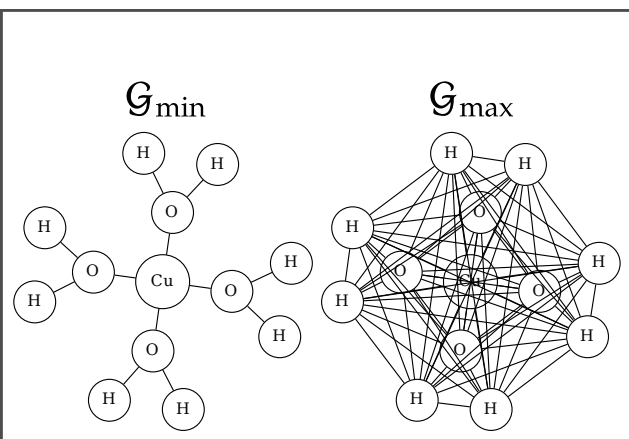 𝒢min 𝒢max
H H H H
O O
H H
O Cu O H O Cu O H
H H
O H O H
H H H H